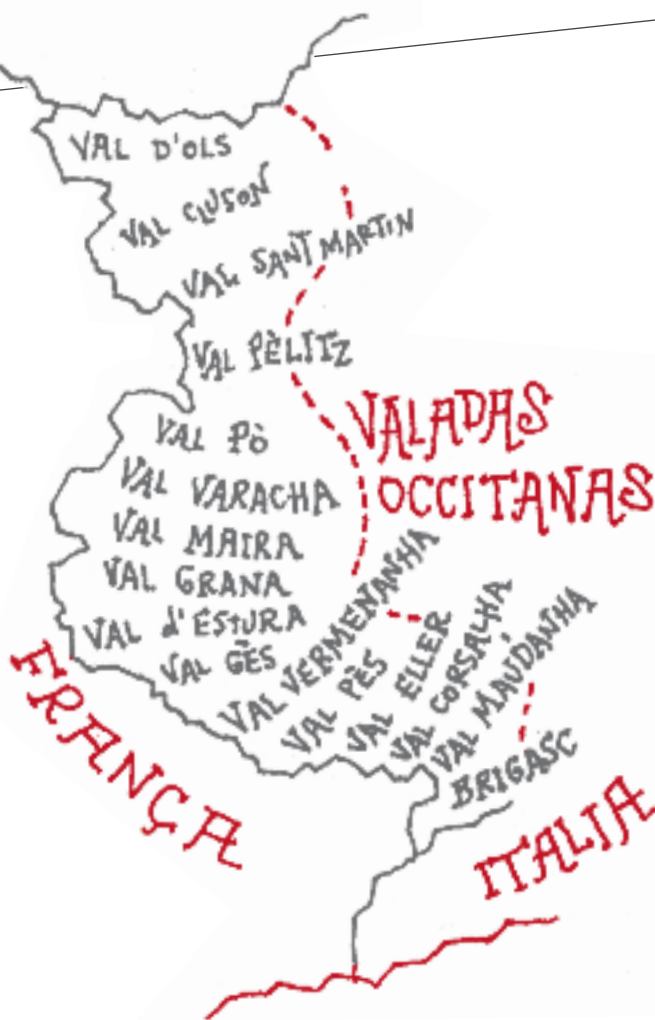 VAL D'OLS
VAL CLUSON
VAL SANT MARTIN
VAL PÈLITZ
VALADAS
OCCITANAS
VAL PÒ
VAL VARACHA
VAL MAIRA
VAL GRANA
VAL d'ESTURA
VAL GÈS
VAL VERMENANHA
VAL PÈS
VAL ELLER
VAL CORSALHA
VAL MAUDANHA
BRIGASC
FRANÇA
ITALIA